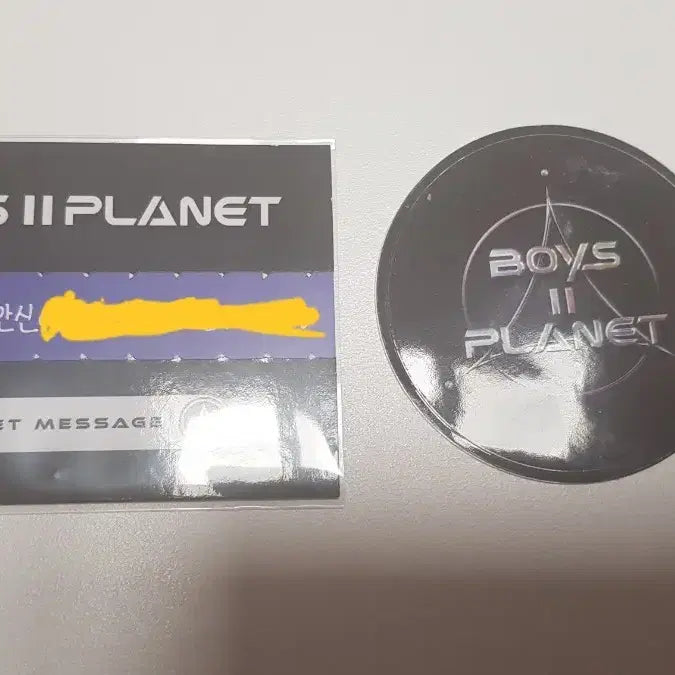 S II PLANET
안신
ET MESSAGE
BOYS
II
PLANET